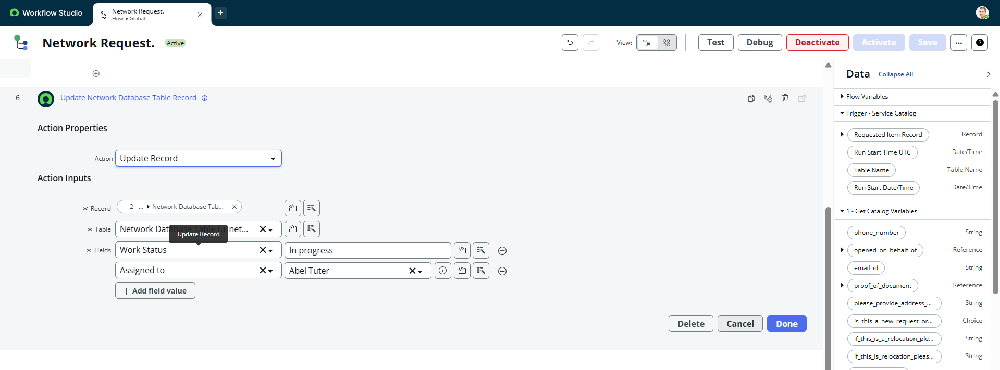 Workflow Studio
Network Request.
Flow • Global
Network Request.
Active
View:
Test
Debug
Deactivate
Activate
Save
Data
Collapse All
6
Update Network Database Table Record
Action Properties
Action
Update Record
Action Inputs
* Record
2 - ... ▸ Network Database Tab...
* Table
Network Database Table [u_net...
Update Record
* Fields
Work Status
In progress
Assigned to
Abel Tuter
+ Add field value
Delete
Cancel
Done
Flow Variables
Trigger - Service Catalog
Requested Item Record
Record
Run Start Time UTC
Date/Time
Table Name
Table Name
Run Start Date/Time
Date/Time
1 - Get Catalog Variables
phone_number
String
opened_on_behalf_of
Reference
email_id
String
proof_of_document
Reference
please_provide_address_...
String
is_this_a_new_request_or...
Choice
if_this_is_a_relocation_ple...
String
if_this_is_relocation_pleas...
String